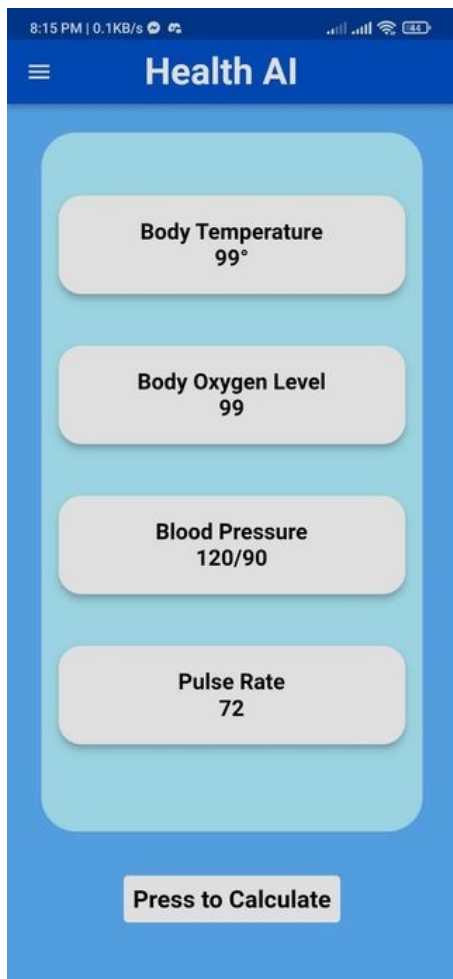 8:15 PM | 0.1KB/s
44
Health AI
Body Temperature
99°
Body Oxygen Level
99
Blood Pressure
120/90
Pulse Rate
72
Press to Calculate